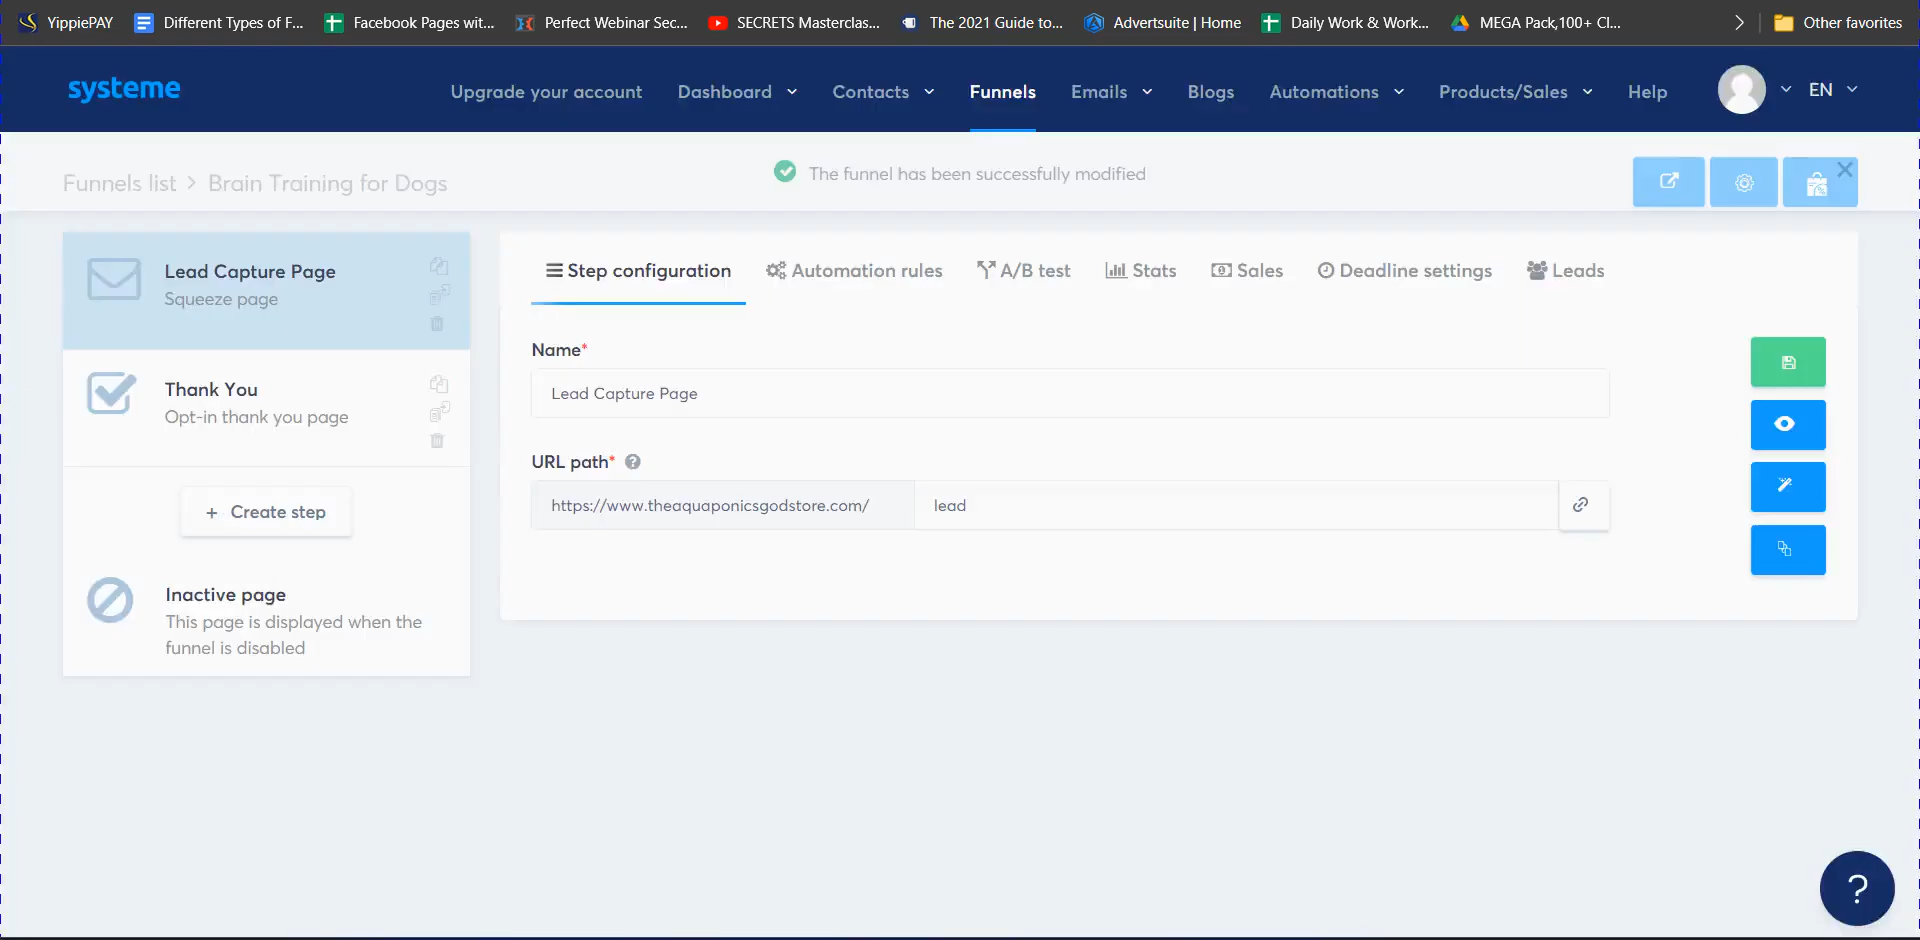 YippiePAY Different Types of F... Facebook Pages wit... Perfect Webinar Sec... SECRETS Masterclas... The 2021 Guide to... Advertsuite | Home Daily Work & Work... MEGA Pack,100+ Cl... Other favorites
systeme Upgrade your account Dashboard Contacts Funnels Emails Blogs Automations Products/Sales Help EN
Funnels list > Brain Training for Dogs
The funnel has been successfully modified
Lead Capture Page
Squeeze page
Thank You
Opt-in thank you page
+ Create step
Inactive page
This page is displayed when the
funnel is disabled
Step configuration Automation rules A/B test Stats Sales Deadline settings Leads
Name*
Lead Capture Page
URL path* ?
https://www.theaquaponicsgodstore.com/ lead
?